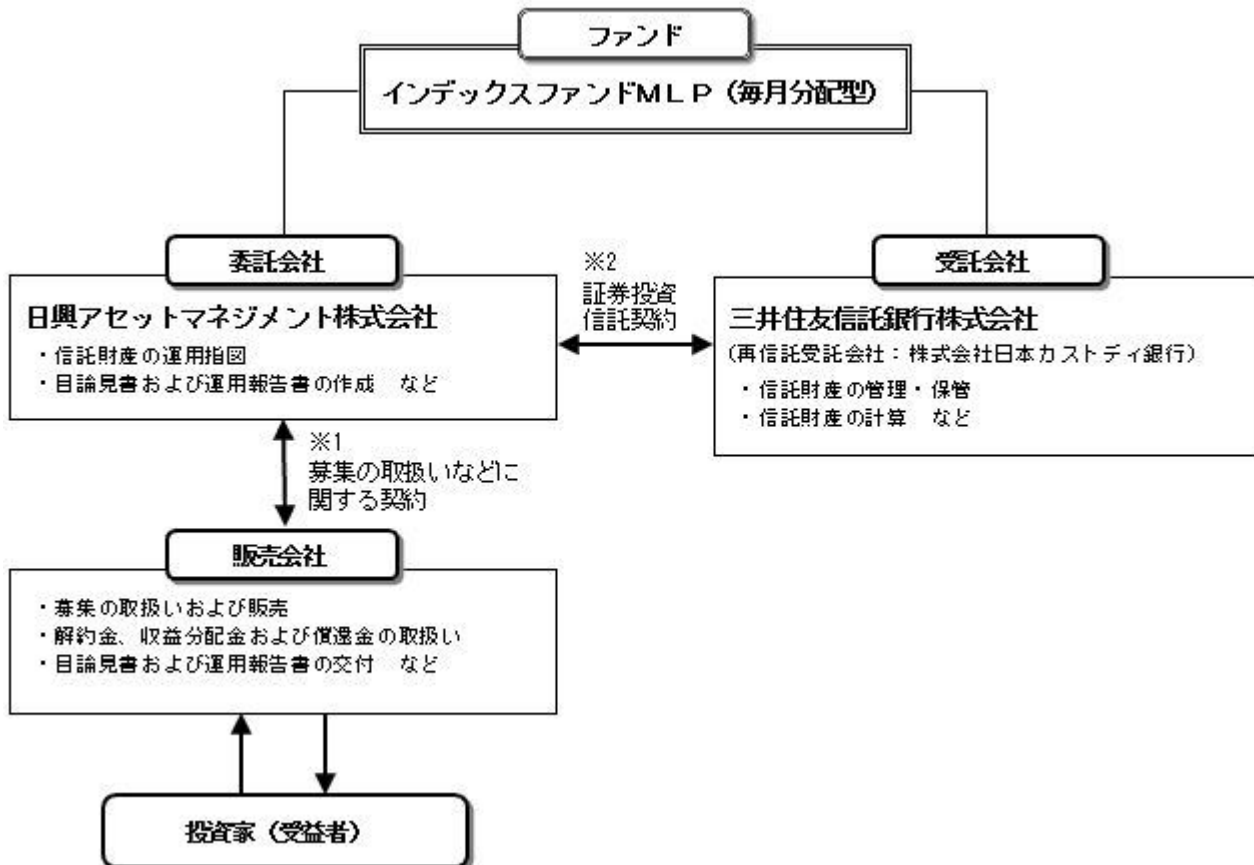 ファンド
インデックスファンドMLP（毎月分配型）
委託会社
日興アセットマネジメント株式会社
・信託財産の運用指図
・目論見書および運用報告書の作成　など
※2
証券投資
信託契約
受託会社
三井住友信託銀行株式会社
(再信託受託会社：株式会社日本カストディ銀行)
・信託財産の管理・保管
・信託財産の計算　など
※1
募集の取扱いなどに
関する契約
販売会社
・募集の取扱いおよび販売
・解約金、収益分配金および償還金の取扱い
・目論見書および運用報告書の交付　など
投資家（受益者）